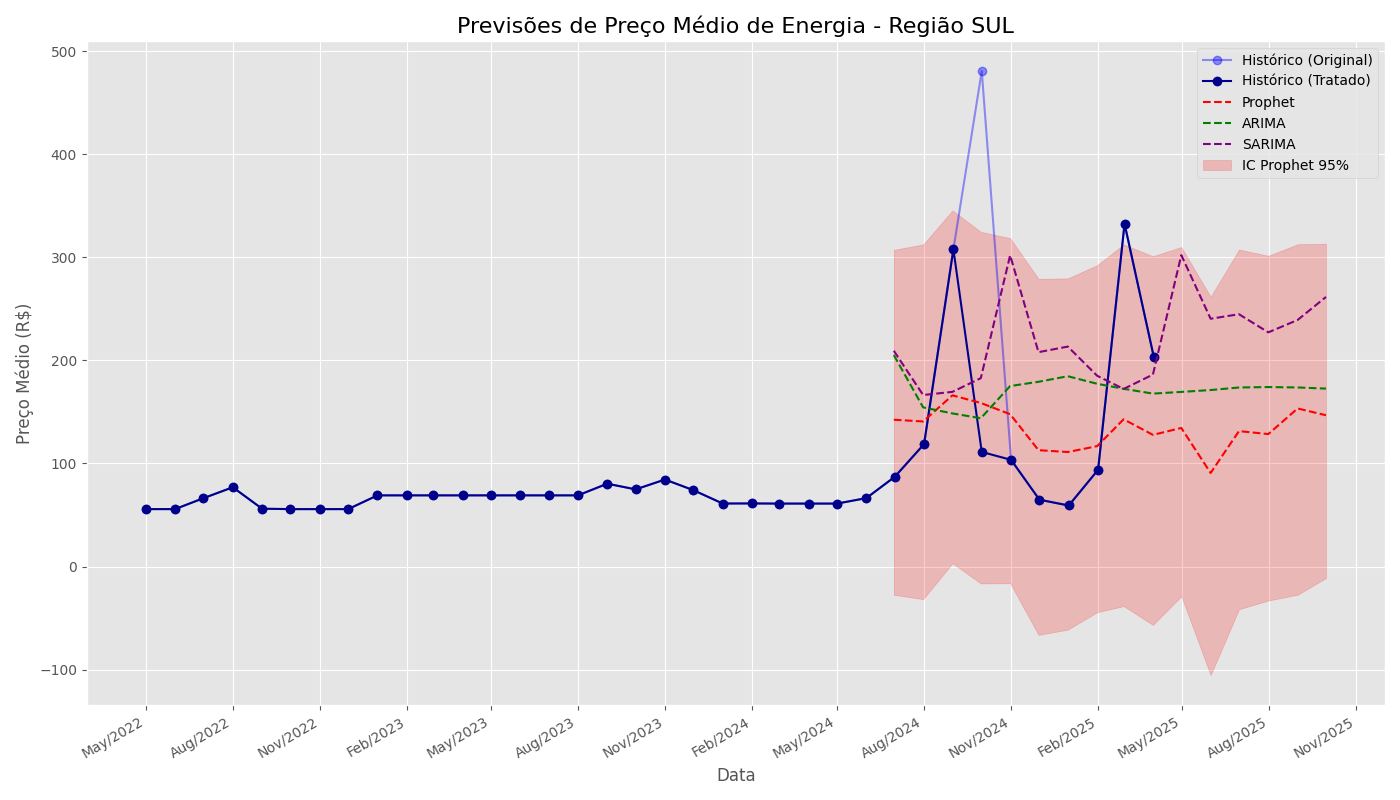 Previsões de Preço Médio de Energia - Região SUL
Histórico (Original)
Histórico (Tratado)
Prophet
ARIMA
SARIMA
IC Prophet 95%
Preço Médio (R$)
500
400
300
200
100
0
−100
May/2022
Aug/2022
Nov/2022
Feb/2023
May/2023
Aug/2023
Nov/2023
Feb/2024
May/2024
Aug/2024
Nov/2024
Feb/2025
May/2025
Aug/2025
Nov/2025
Data